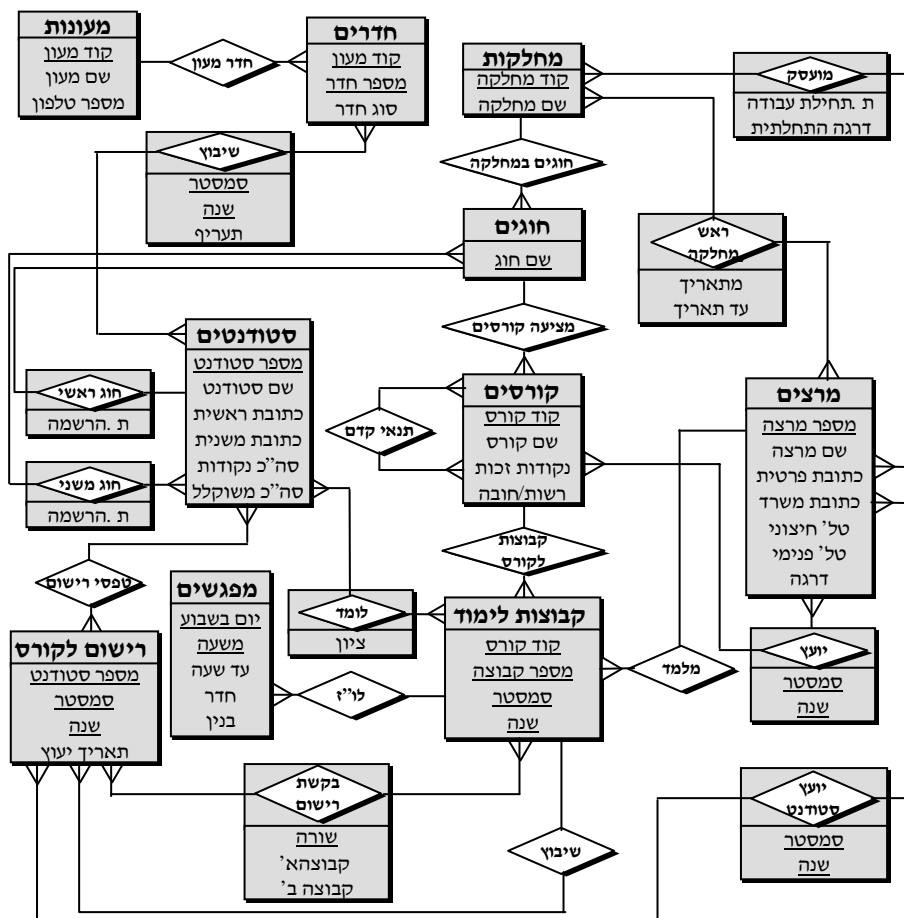 מעונות
קוד מעון
שם מעון
מספר טלפון
חדר מעון
חדרים
קוד מעון
מספר חדר
סוג חדר
מחלקות
קוד מחלקה
שם מחלקה
מועסק
ת .תחילת עבודה
דרגה התחלתית
שיבוץ
סמסטר
שנה
תעריף
חוגים במחלקה
חוגים
שם חוג
ראש
מחלקה
מתאריך
עד תאריך
מציעה קורסים
סטודנטים
מספר סטודנט
שם סטודנט
כתובת ראשית
כתובת משנית
סה''כ נקודות
סה''כ משוקלל
חוג ראשי
ת .הרשמה
חוג משני
ת .הרשמה
תנאי קדם
קורסים
קוד קורס
שם קורס
נקודות זכות
רשות/חובה
מרצים
מספר מרצה
שם מרצה
כתובת פרטית
כתובת משרד
טל' חיצוני
טל' פנימי
דרגה
קבוצות
לקורס
טפסי רישום
מפגשים
יום בשבוע
משעה
עד שעה
חדר
בנין
לומד
ציון
קבוצות לימוד
קוד קורס
מספר קבוצה
סמסטר
שנה
מלמד
יועץ
סמסטר
שנה
רישום לקורס
מספר סטודנט
סמסטר
שנה
תאריך יעוץ
לו''ז
בקשת
רישום
שורה
קבוצהא'
קבוצה ב'
שיבוץ
יועץ
סטודנט
סמסטר
שנה